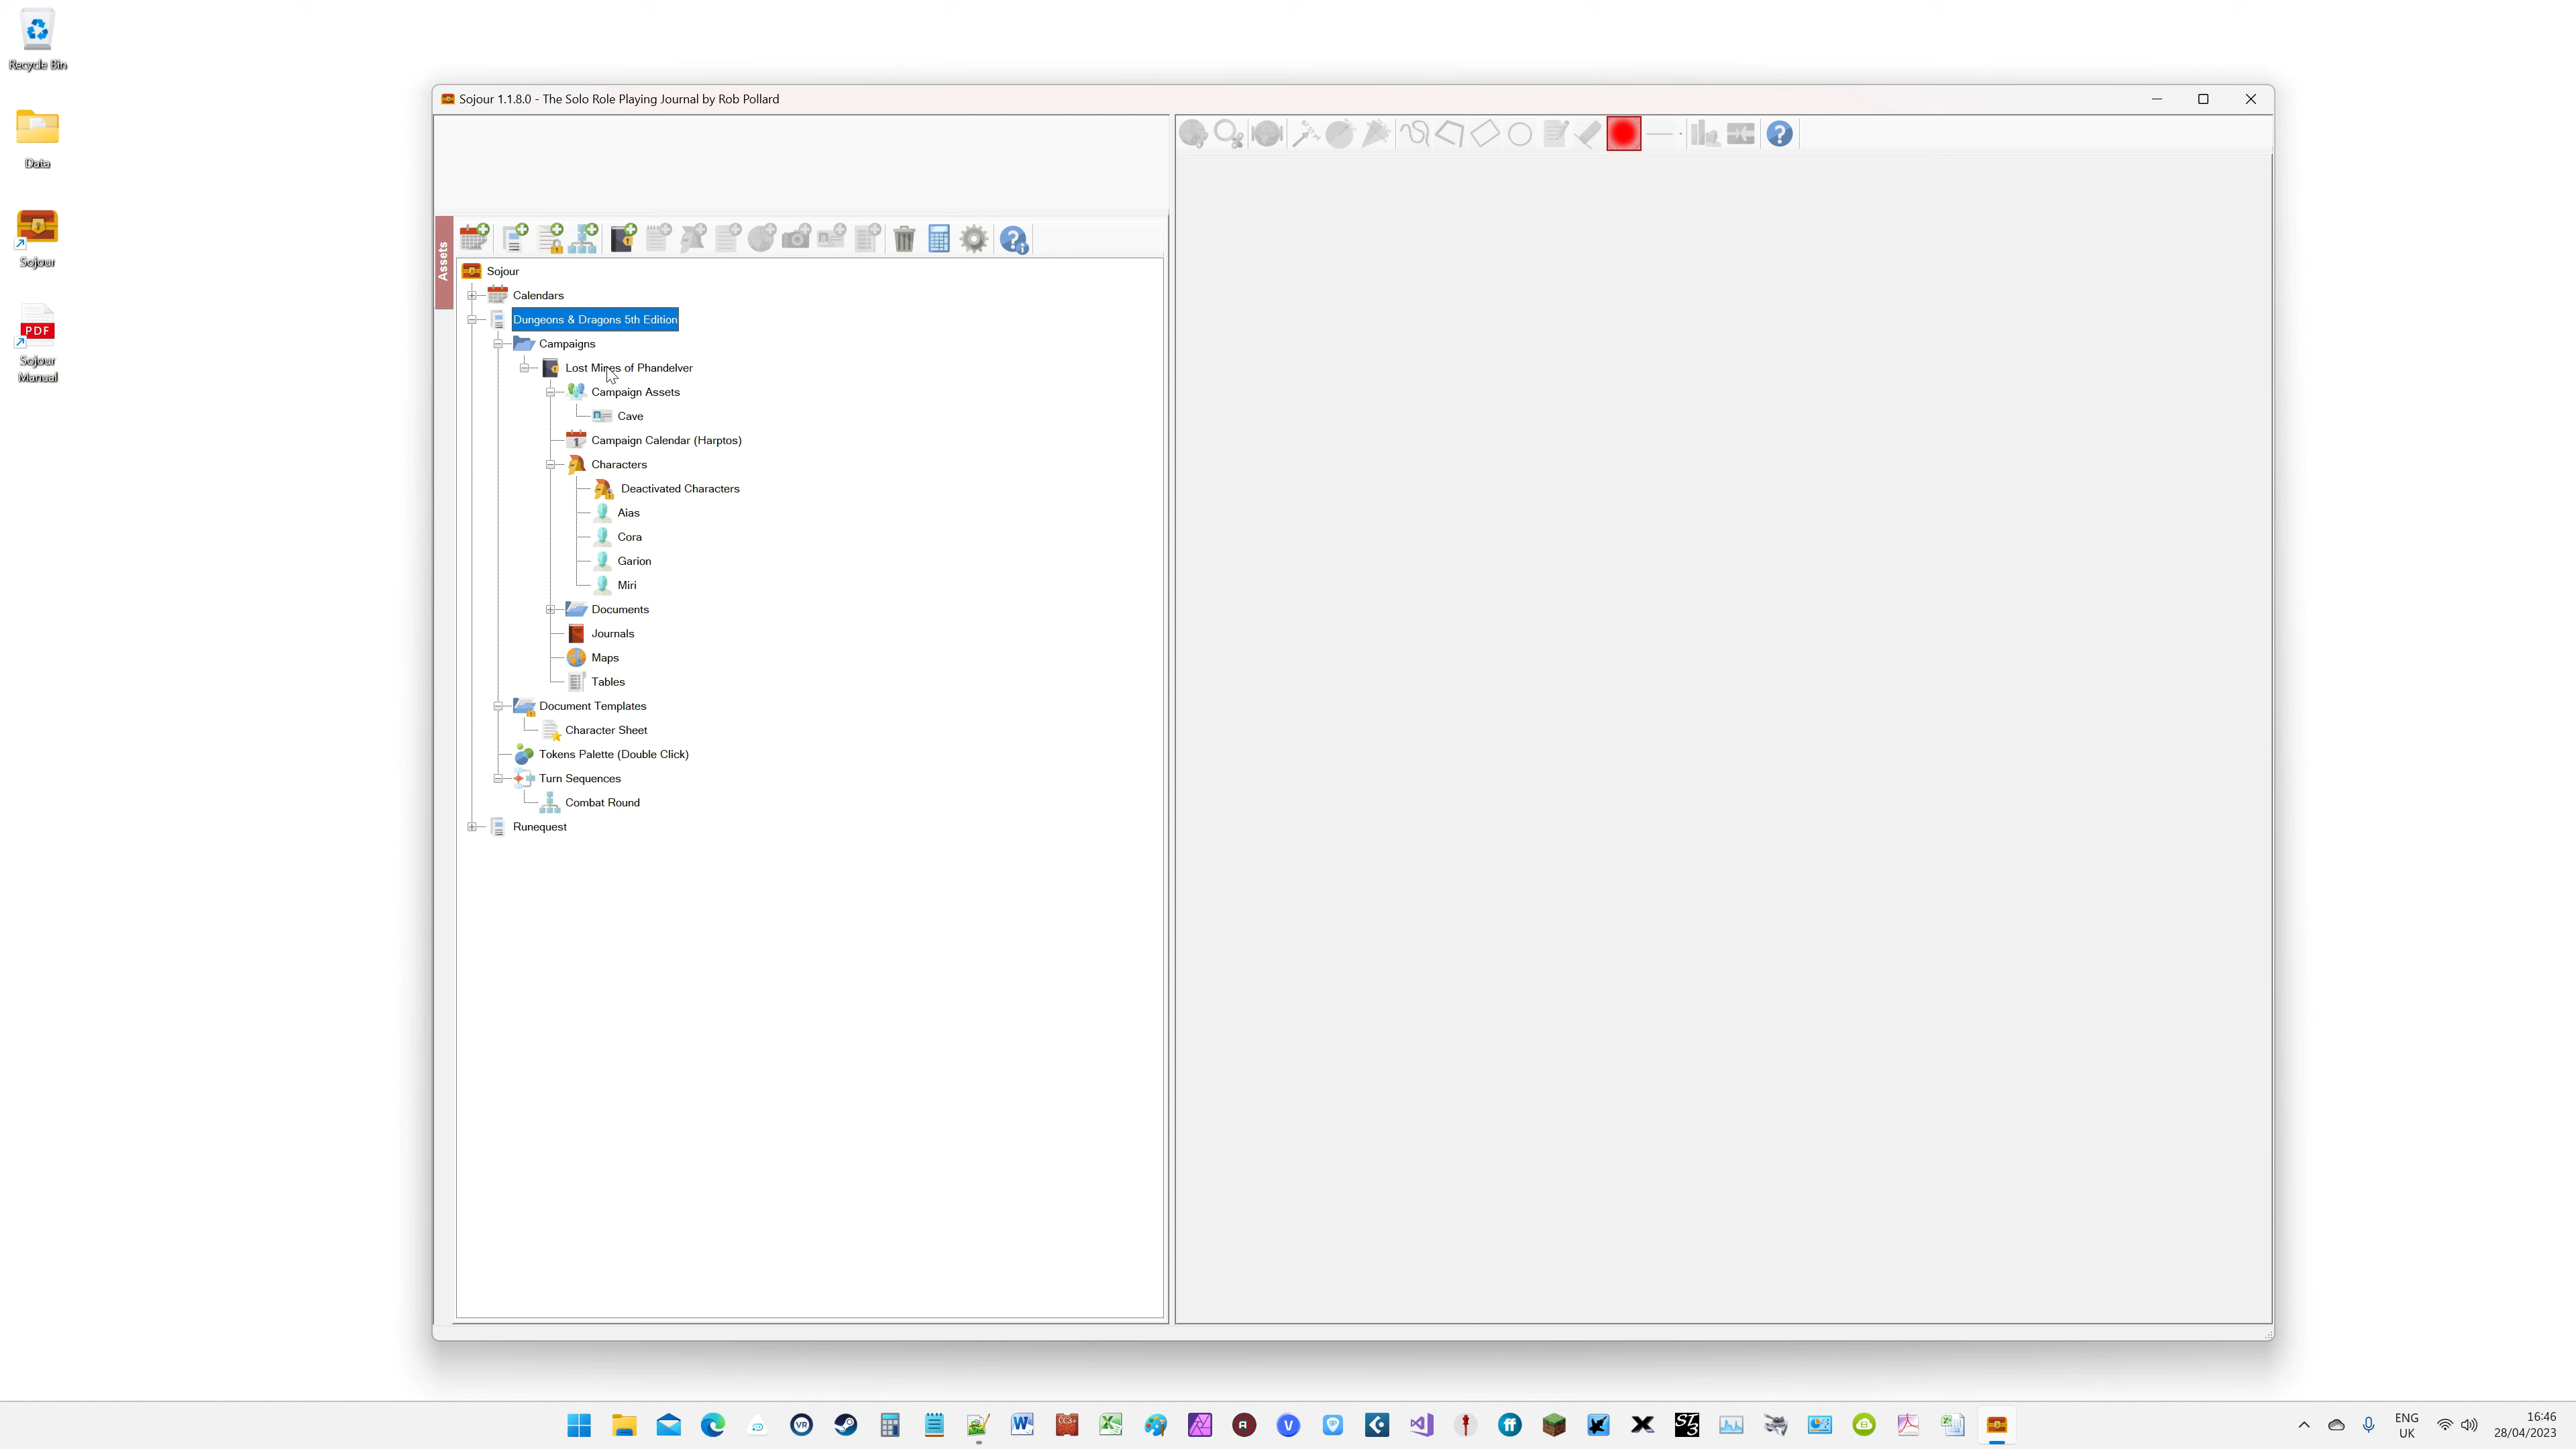 Recycle Bin
Data
Sojour
PDF
Sojour
Manual
Sojour 1.1.8.0 - The Solo Role Playing Journal by Rob Pollard
Assets
Sojour
Calendars
Dungeons & Dragons 5th Edition
Campaigns
Lost Mines of Phandelver
Campaign Assets
Cave
Campaign Calendar (Harptos)
Characters
Deactivated Characters
Aias
Cora
Garion
Miri
Documents
Journals
Maps
Tables
Document Templates
Character Sheet
Tokens Palette (Double Click)
Turn Sequences
Combat Round
Runequest
ENG
UK
16:46
28/04/2023